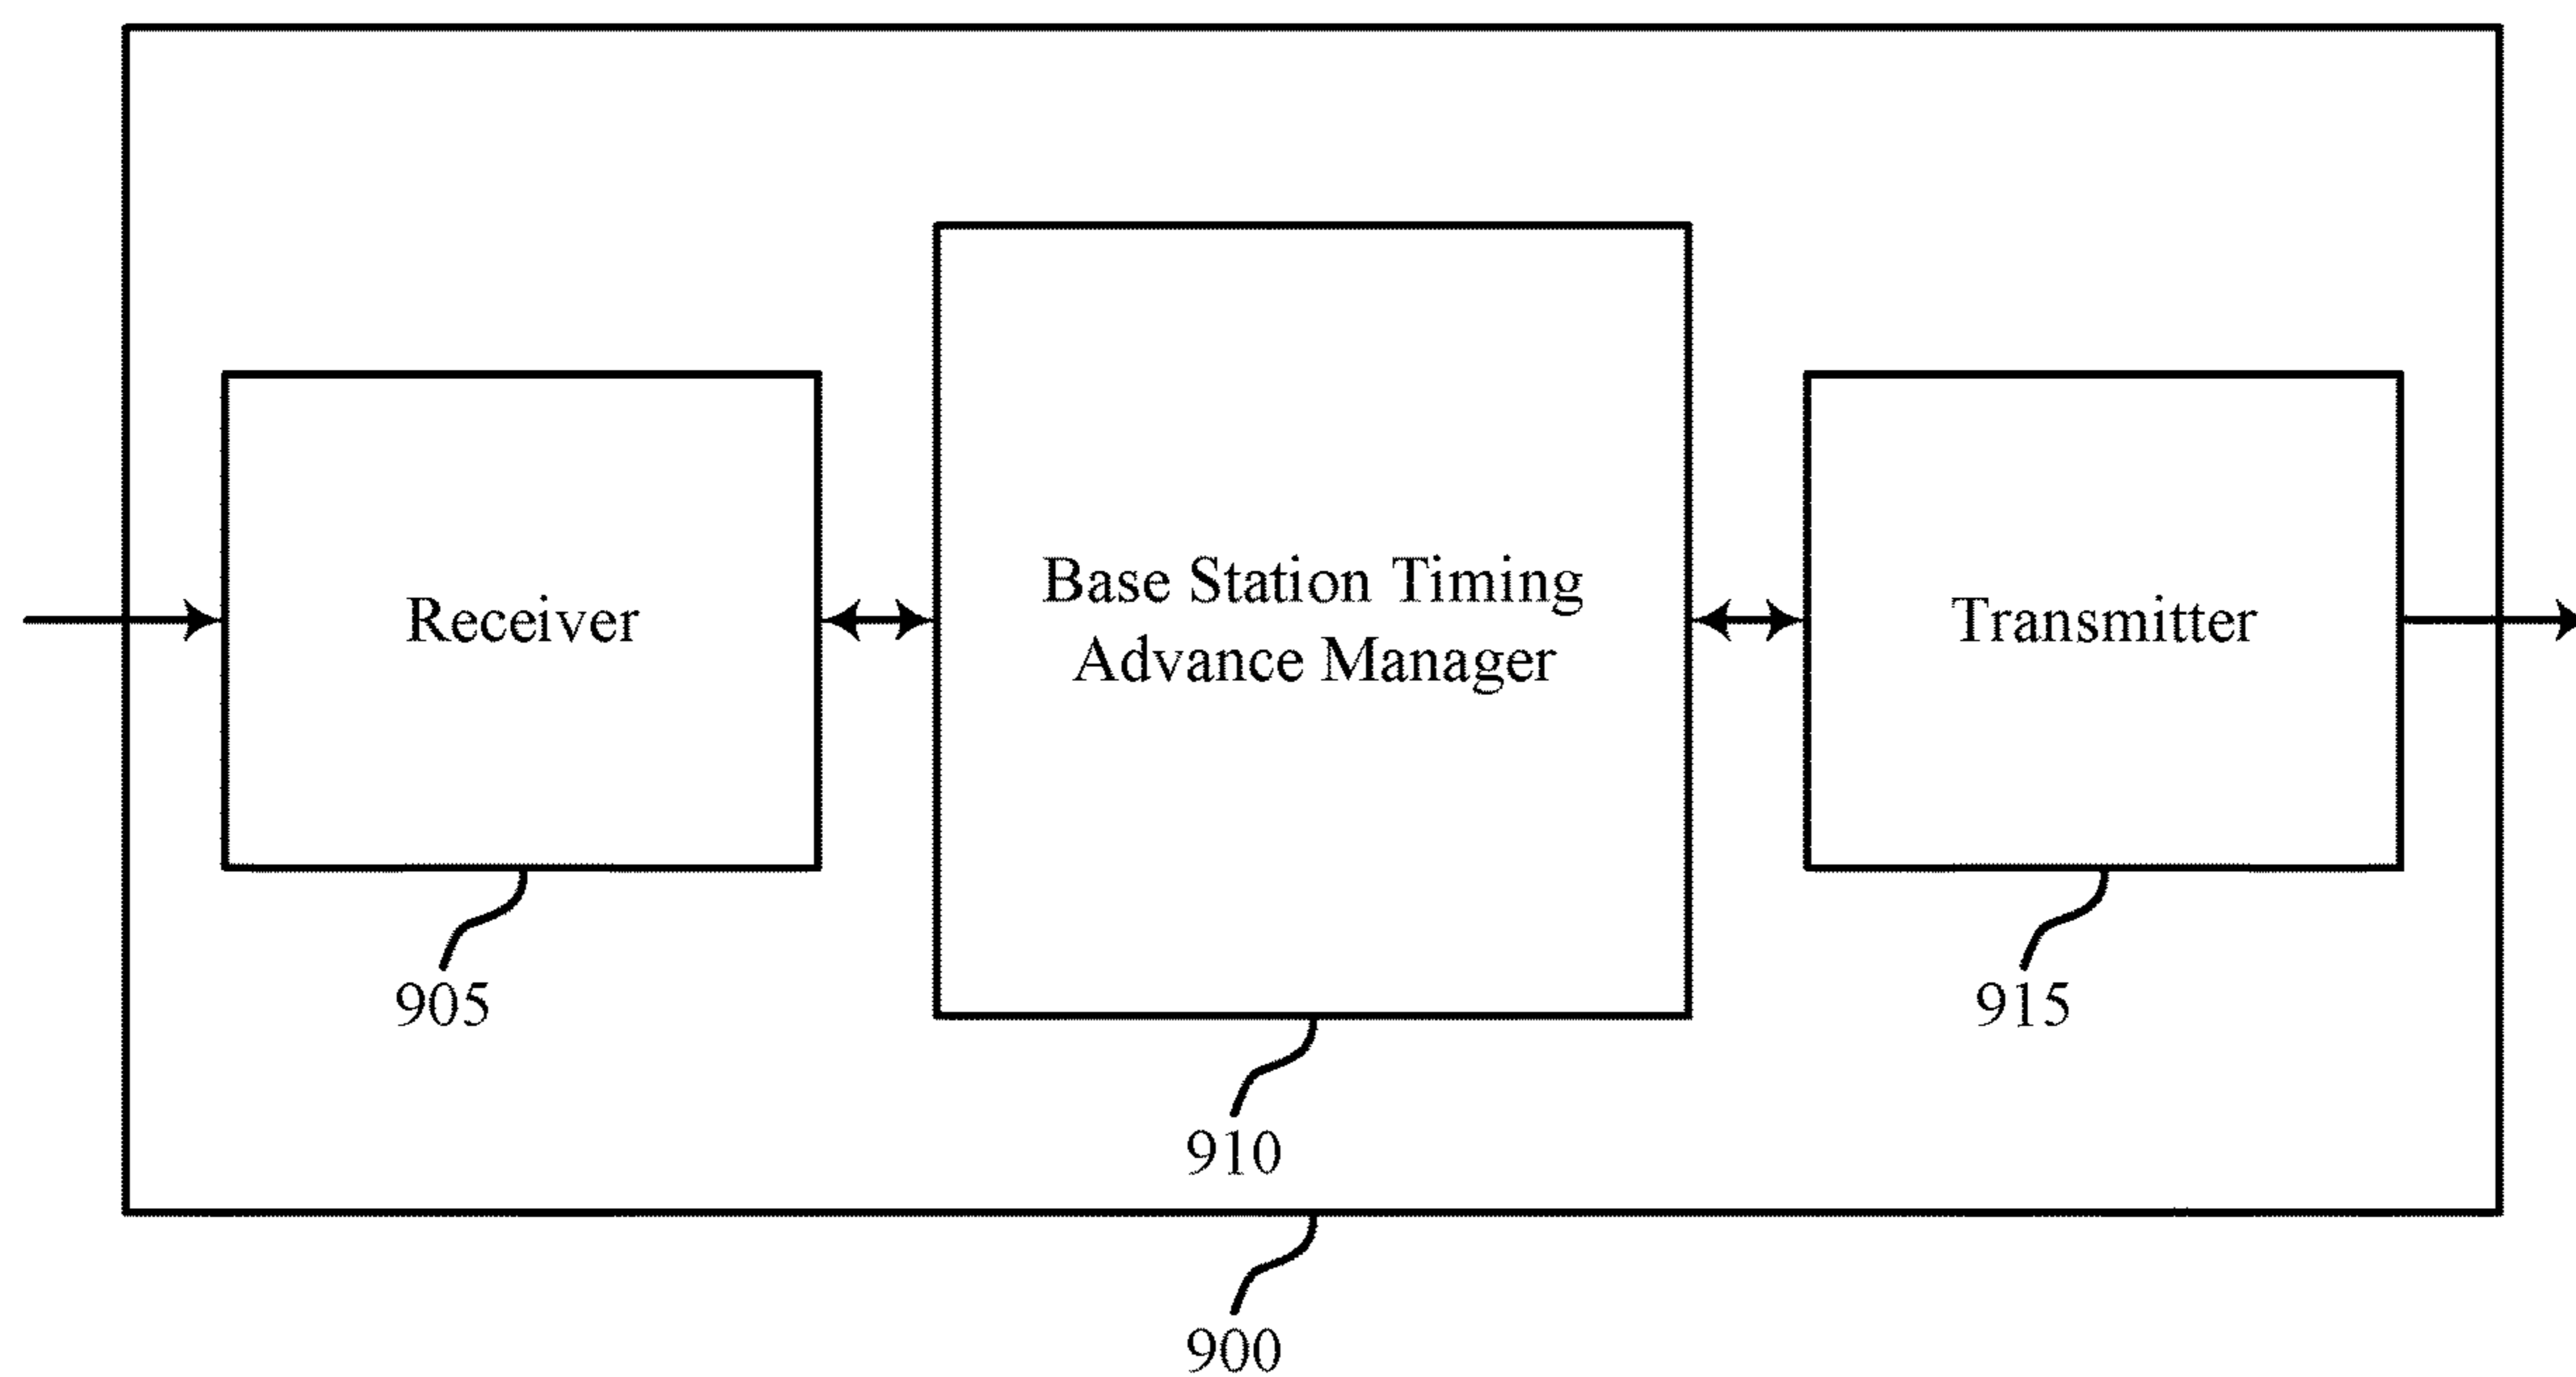 Receiver
Base Station Timing
Advance Manager
Transmitter
905
915
910
900